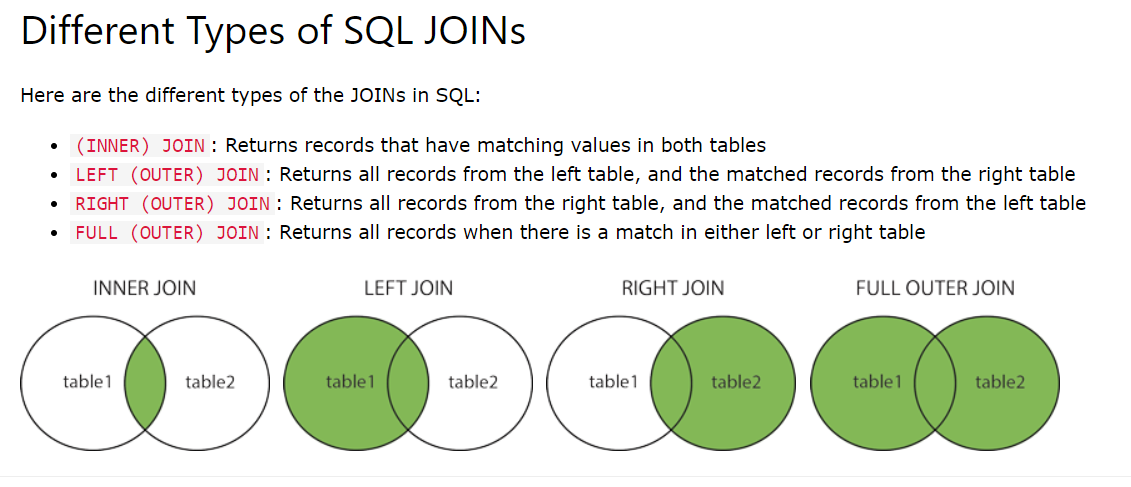 Different Types of SQL JOINs
Here are the different types of the JOINs in SQL:
(INNER) JOIN: Returns records that have matching values in both tables
LEFT (OUTER) JOIN: Returns all records from the left table, and the matched records from the right table
RIGHT (OUTER) JOIN: Returns all records from the right table, and the matched records from the left table
FULL (OUTER) JOIN: Returns all records when there is a match in either left or right table
INNER JOIN LEFT JOIN RIGHT JOIN FULL OUTER JOIN
table1 table2 table1 table2 table1 table2 table1 table2